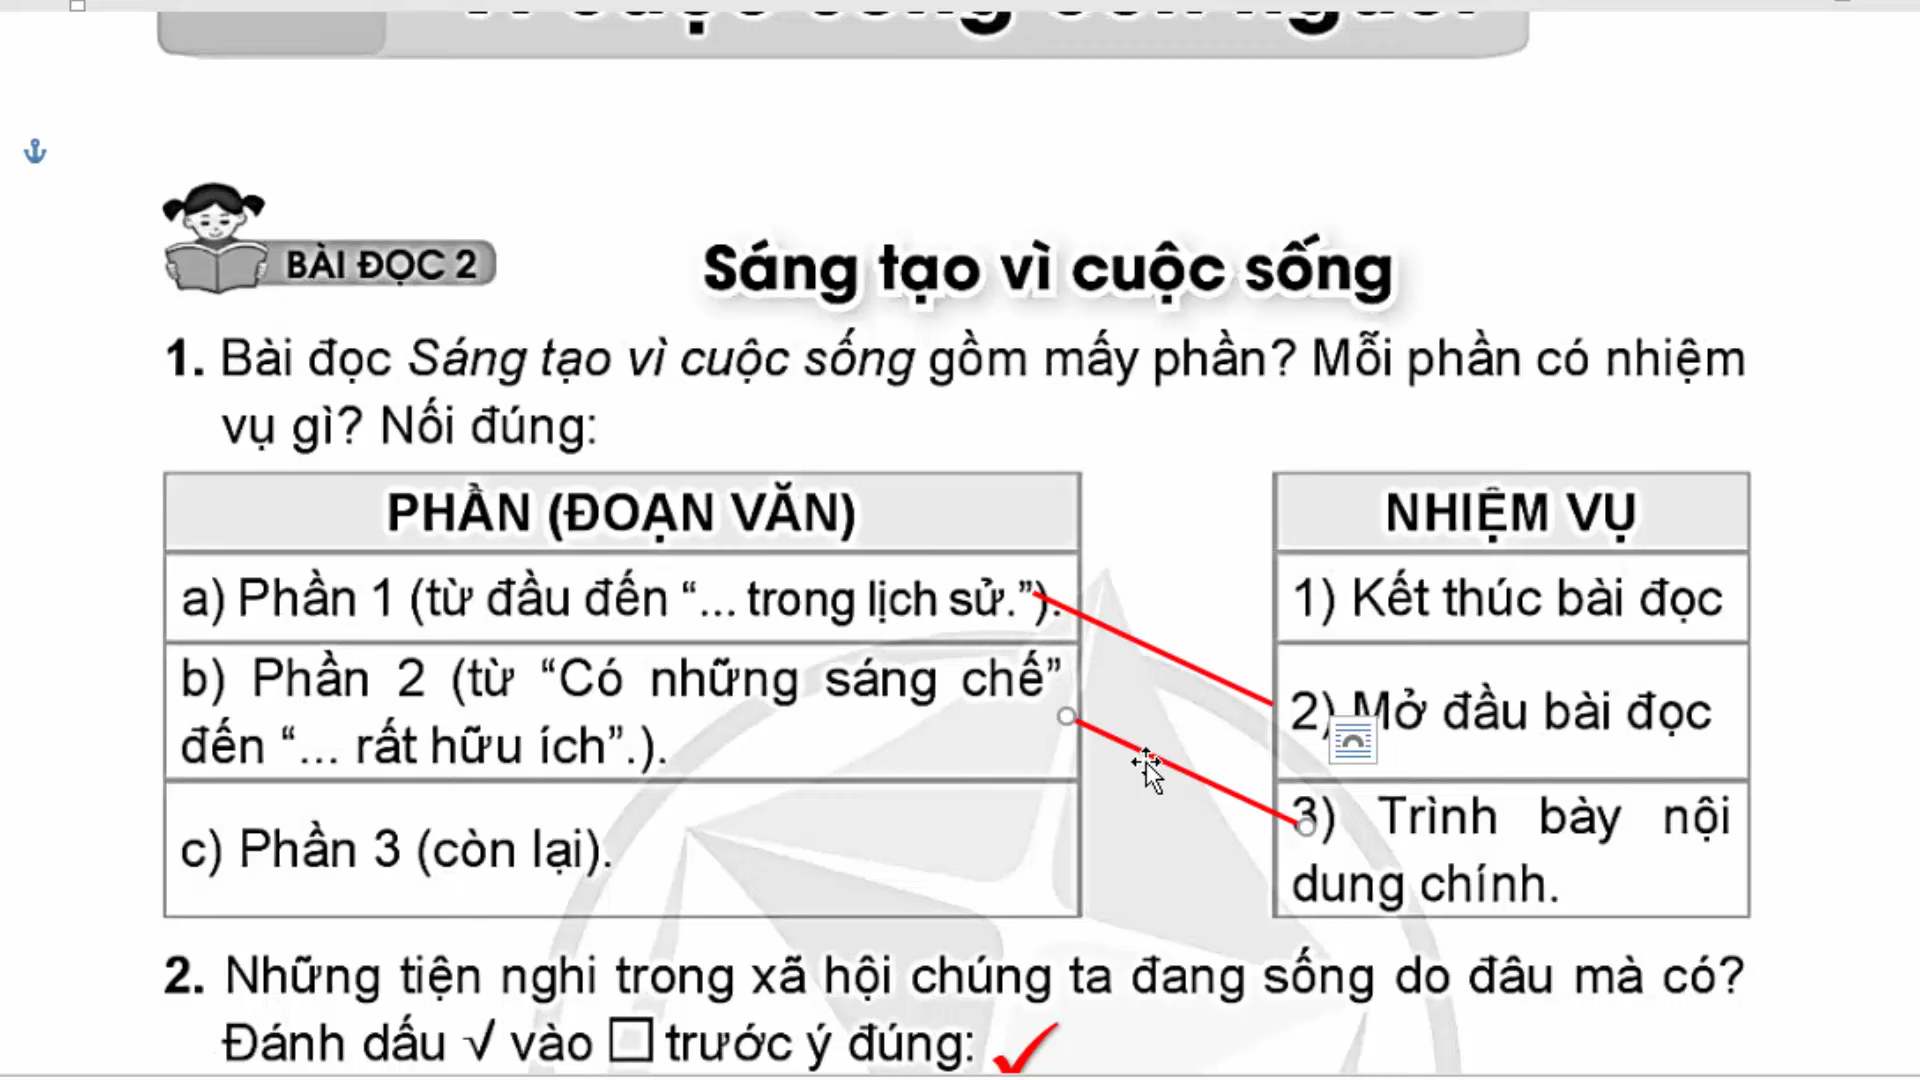 BÀI ĐỌC 2
Sáng tạo vì cuộc sống
1. Bài đọc Sáng tạo vì cuộc sống gồm mấy phần? Mỗi phần có nhiệm
vụ gì? Nối đúng:
PHẦN (ĐOẠN VĂN)
NHIỆM VỤ
a) Phần 1 (từ đầu đến “... trong lịch sử.”).
1) Kết thúc bài đọc
b) Phần 2 (từ “Có những sáng chế”
đến “... rất hữu ích”.).
2) Mở đầu bài đọc
c) Phần 3 (còn lại).
3) Trình bày nội
dung chính.
2. Những tiện nghi trong xã hội chúng ta đang sống do đâu mà có?
Đánh dấu √ vào □ trước ý đúng: